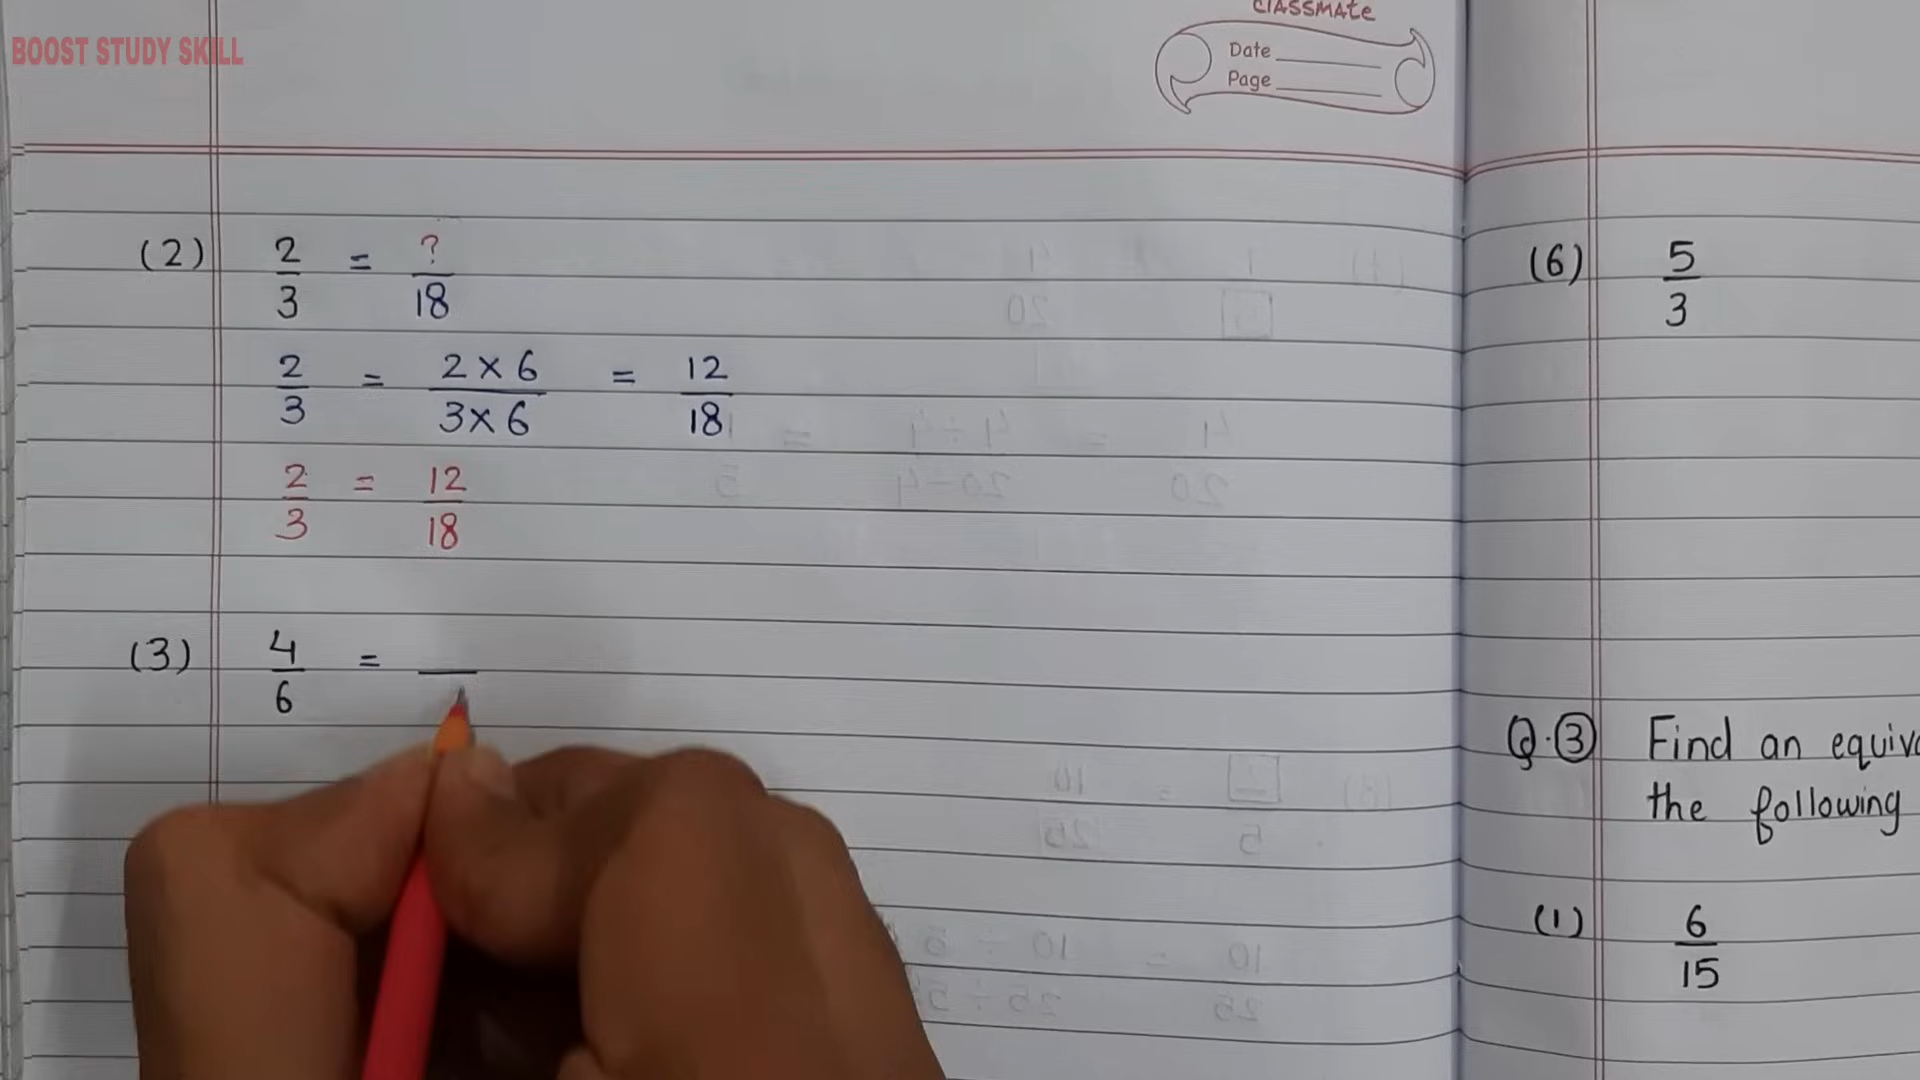 BOOST STUDY SKILL
CLASSMATE
Date
Page
(2) 2/3 = ?/18
2/3 = 2 × 6/3 × 6 = 12/18
2/3 = 12/18
(3) 4/6 =
(6) 5/3
Q.③ Find an equiv
the following
(1) 6/15